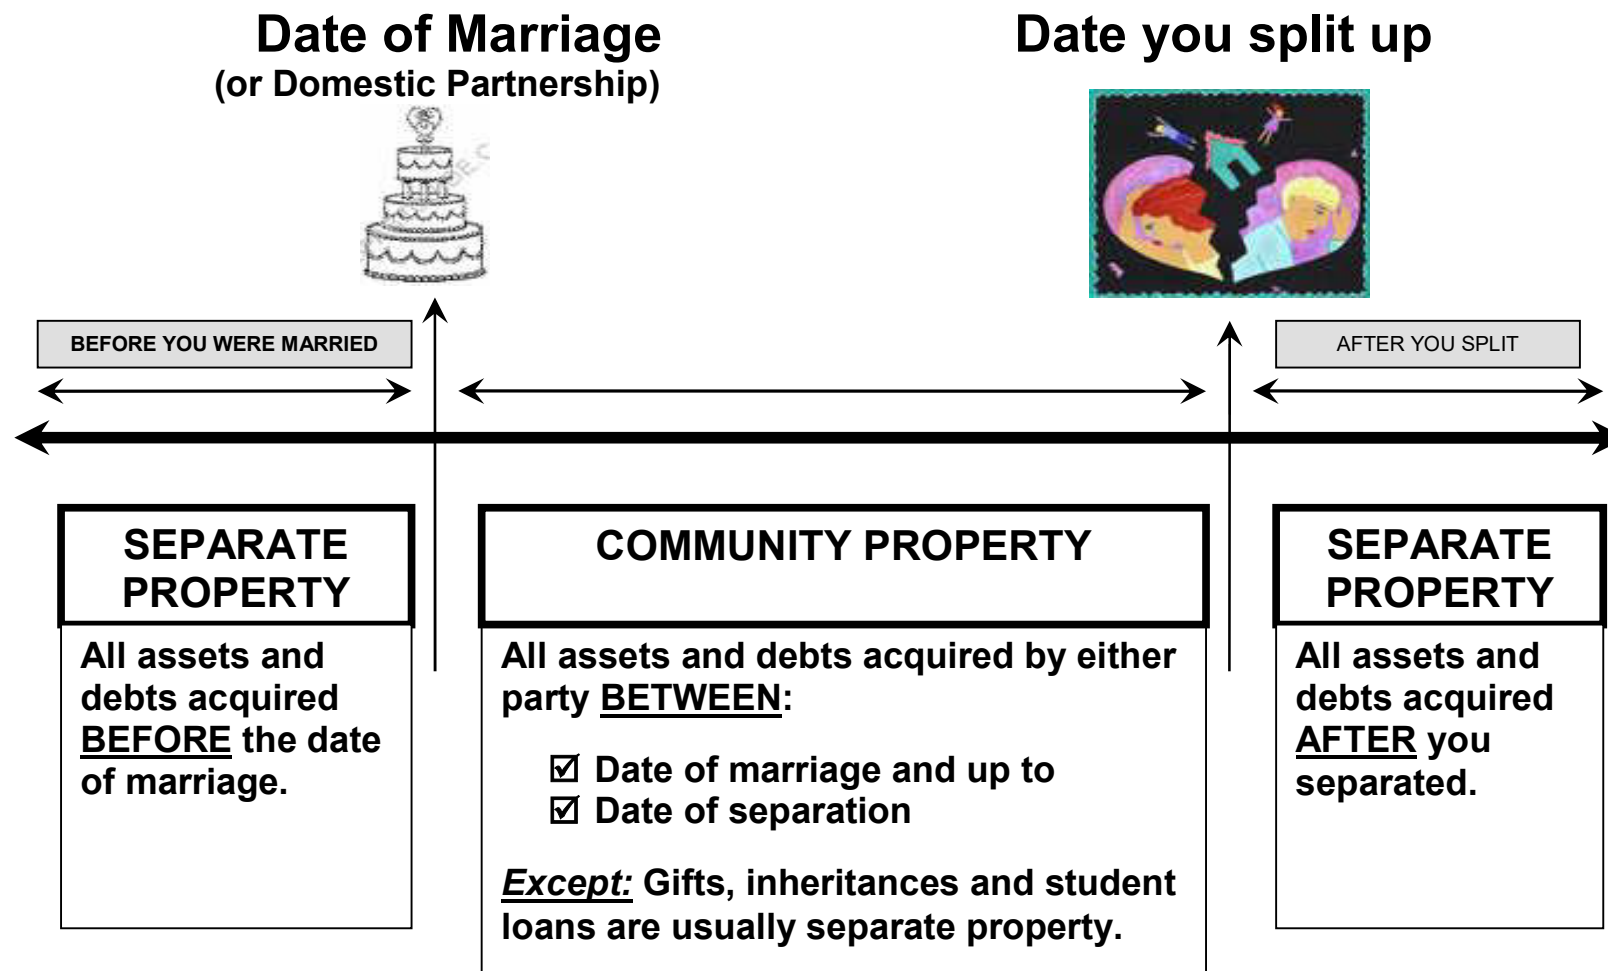 Date of Marriage
(or Domestic Partnership)
Date you split up
BEFORE YOU WERE MARRIED
AFTER YOU SPLIT
SEPARATE
PROPERTY
All assets and
debts acquired
BEFORE the date
of marriage.
COMMUNITY PROPERTY
All assets and debts acquired by either
party BETWEEN:
☑ Date of marriage and up to
☑ Date of separation
Except: Gifts, inheritances and student
loans are usually separate property.
SEPARATE
PROPERTY
All assets and
debts acquired
AFTER you
separated.